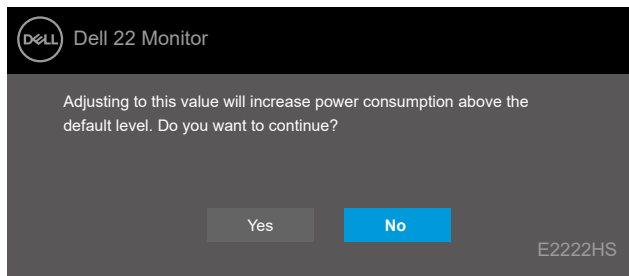 DELL Dell 22 Monitor
Adjusting to this value will increase power consumption above the
default level. Do you want to continue?
Yes No
E2222HS